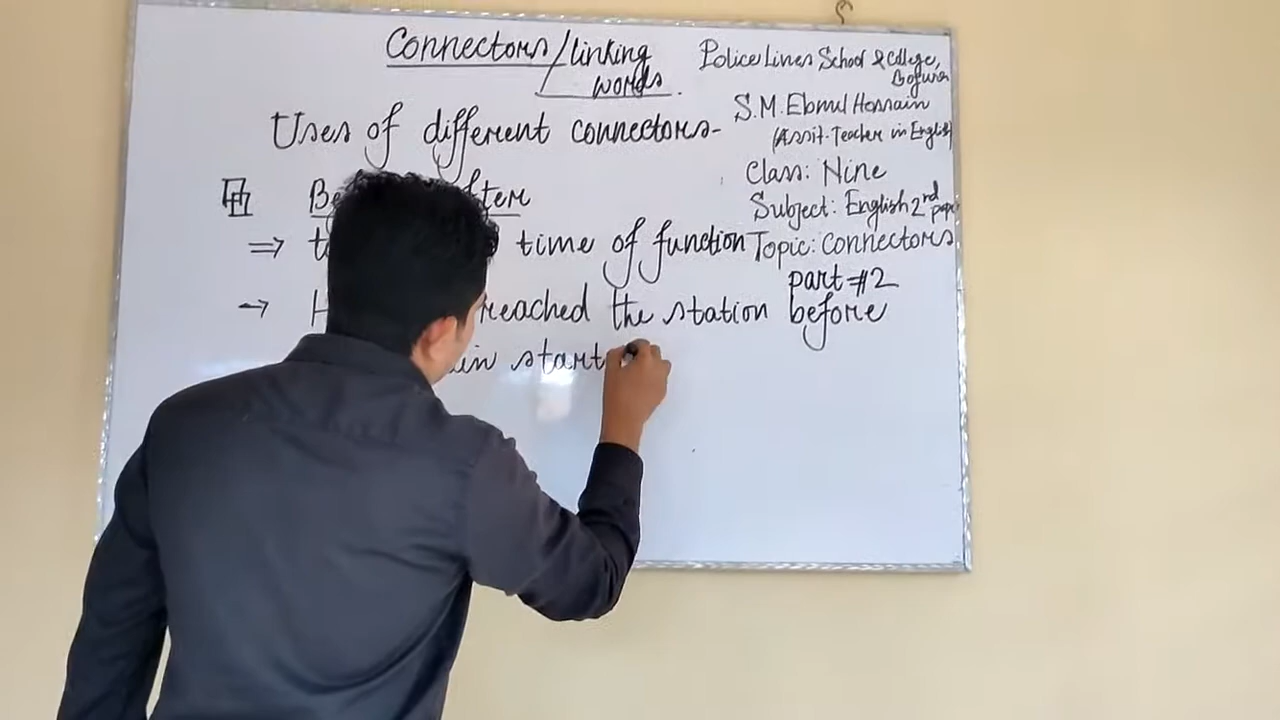 Connectors/linking
words.
Uses of different connectors-
time of function
reached the station before
start
Police Lines School & College,
Bogura
S.M. Ebnul Hossain
(Assit. Teacher in English)
Class: Nine
Subject: English 2nd paper
Topic: Connectors
part #2